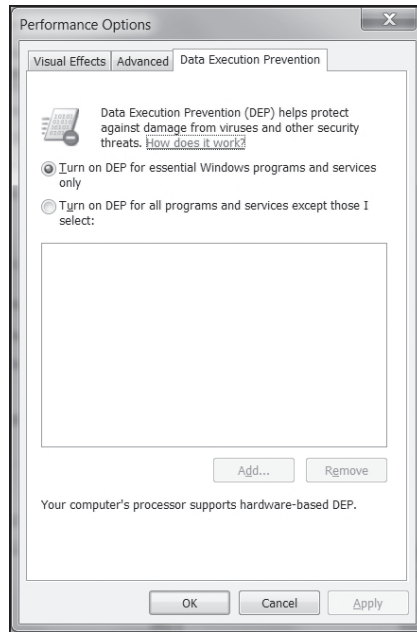 Performance Options
X
Visual Effects
Advanced
Data Execution Prevention
Data Execution Prevention (DEP) helps protect
against damage from viruses and other security
threats. How does it work?
Turn on DEP for essential Windows programs and services
only
Turn on DEP for all programs and services except those I
select:
Add...
Remove
Your computer's processor supports hardware-based DEP.
OK
Cancel
Apply